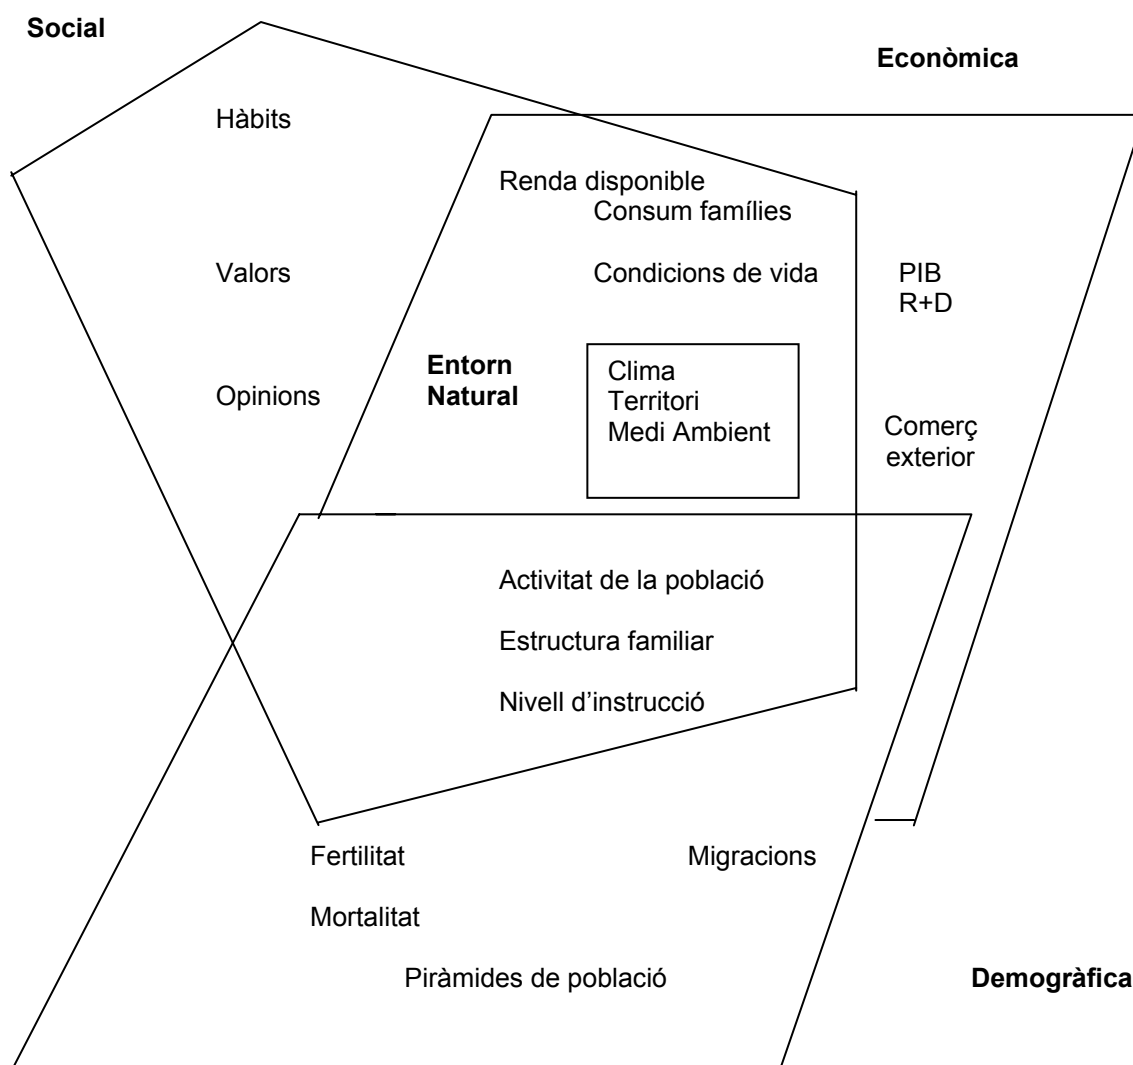 Social
Econòmica
Hàbits
Renda disponible
Consum famílies
Valors
Condicions de vida
PIB
R+D
Entorn
Natural
Clima
Territori
Medi Ambient
Opinions
Comerç
exterior
Activitat de la població
Estructura familiar
Nivell d’instrucció
Fertilitat
Migracions
Mortalitat
Piràmides de població
Demogràfica